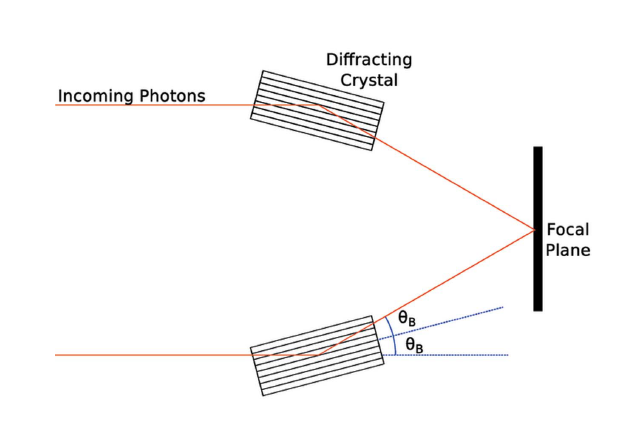 Diffracting
Crystal
Incoming Photons
Focal
Plane
θB
θB